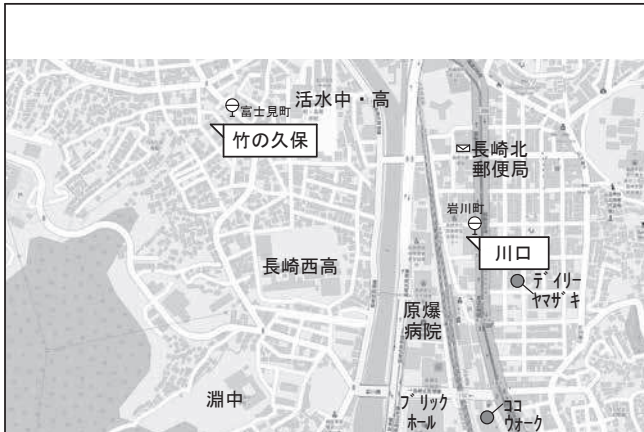 富士見町
活水中・高
竹の久保
長崎北
郵便局
岩川町
川口
長崎西高
デイリー
ヤマザキ
原爆
病院
淵中
ブリック
ホール
ココ
ウォーク